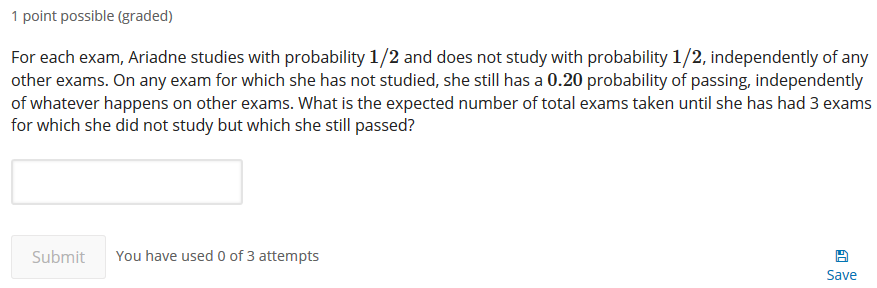 1 point possible (graded)
For each exam, Ariadne studies with probability 1/2 and does not study with probability 1/2, independently of any
other exams. On any exam for which she has not studied, she still has a 0.20 probability of passing, independently
of whatever happens on other exams. What is the expected number of total exams taken until she has had 3 exams
for which she did not study but which she still passed?
Submit
You have used 0 of 3 attempts
Save